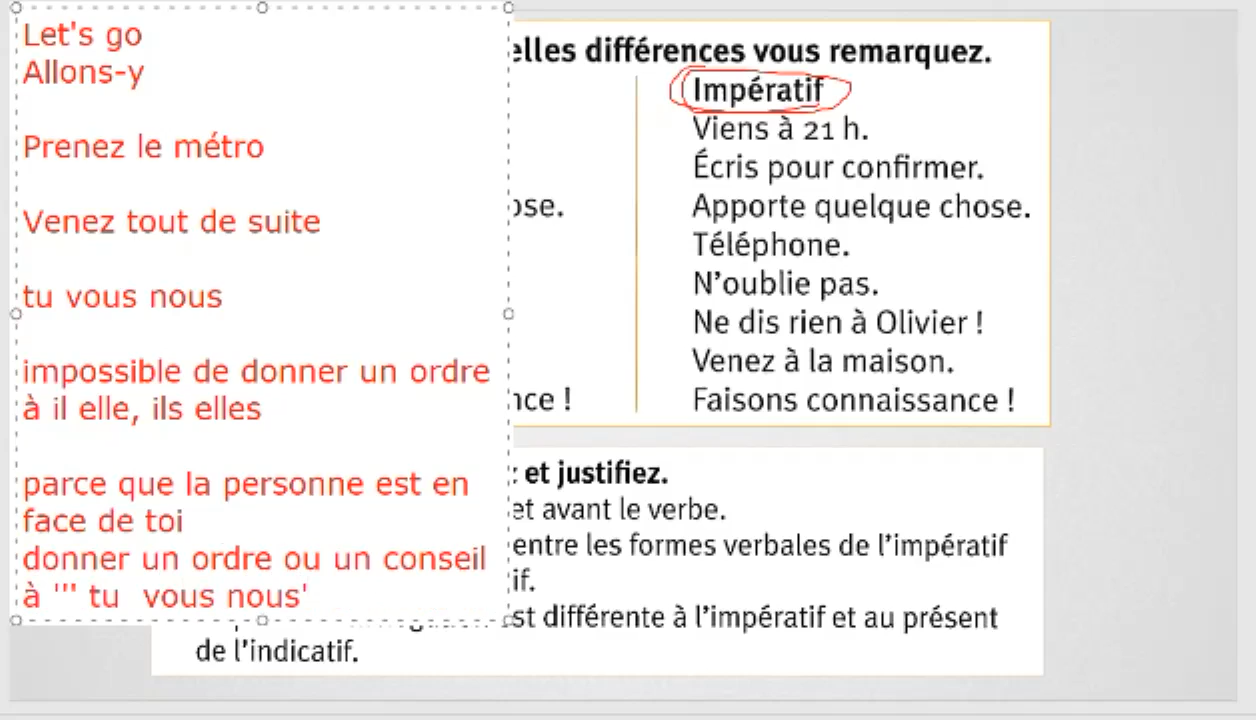 Let's go
Allons-y
Prenez le métro
Venez tout de suite
tu vous nous
impossible de donner un ordre
à il elle, ils elles
parce que la personne est en
face de toi
donner un ordre ou un conseil
à ''' tu  vous nous'
elles différences vous remarquez.
Impératif
Viens à 21 h.
Écris pour confirmer.
ose.
Apporte quelque chose.
Téléphone.
N'oublie pas.
Ne dis rien à Olivier !
Venez à la maison.
nce !
Faisons connaissance !
et justifiez.
et avant le verbe.
entre les formes verbales de l'impératif
if.
st différente à l'impératif et au présent
de l'indicatif.